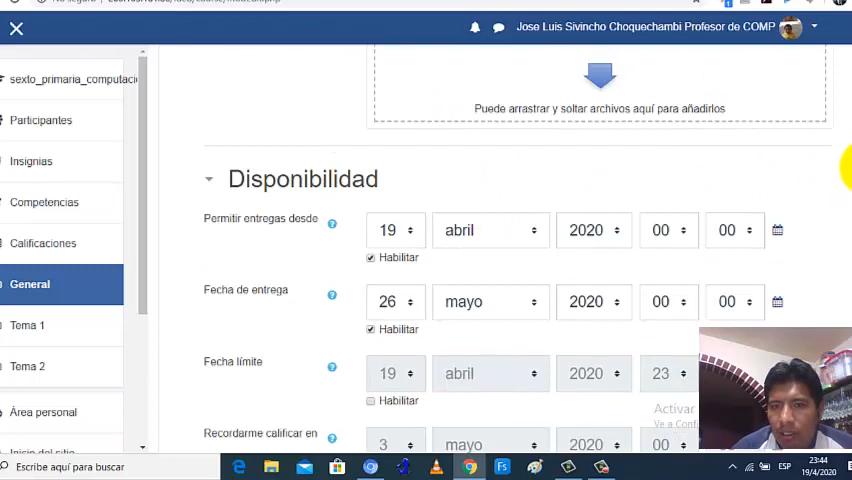 Jose Luis Sivincho Choquechambi Profesor de COMP
sexto_primaria_computaci
Participantes
Insignias
Competencias
Calificaciones
General
Tema 1
Tema 2
Área personal
Puede arrastrar y soltar archivos aquí para añadirlos
Disponibilidad
Permitir entregas desde
19 abril 2020 00 00
Habilitar
Fecha de entrega
26 mayo 2020 00 00
Habilitar
Fecha límite
19 abril 2020 23
Habilitar
Activar
Recordarme calificar en
3 mayo 2020 00
Escribe aquí para buscar
ESP
23:44
19/4/2020